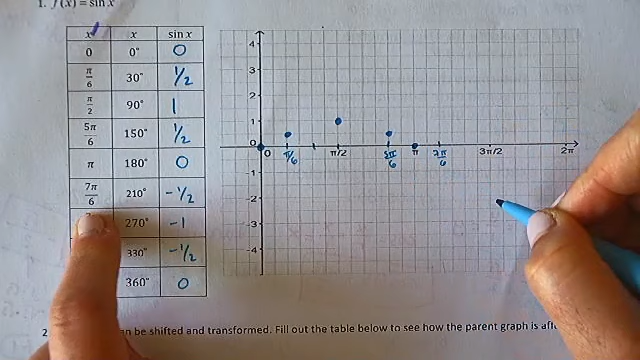 1. f(x) = sin x
x x sin x
0 0° 0
π/6 30° 1/2
π/2 90° 1
5π/6 150° 1/2
π 180° 0
7π/6 210° -1/2
270° -1
330° -1/2
360° 0
4
3
2
1
0 π/6 π/2 5π/6 π 7π/6 3π/2 2π
-1
-2
-3
-4
2 an be shifted and transformed. Fill out the table below to see how the parent graph is